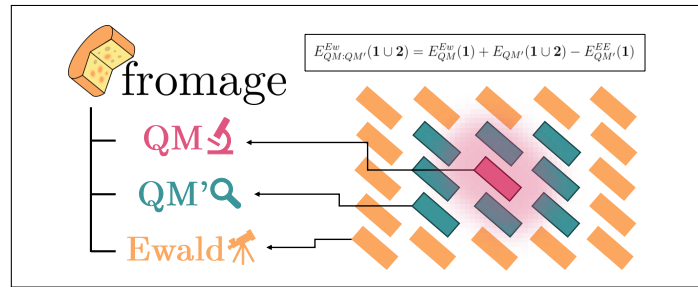 fromage
E^{Ew}_{QM:QM'}(1 ∪ 2) = E^{Ew}_{QM}(1) + E_{QM'}(1 ∪ 2) − E^{EE}_{QM'}(1)
QM
QM'
Ewald